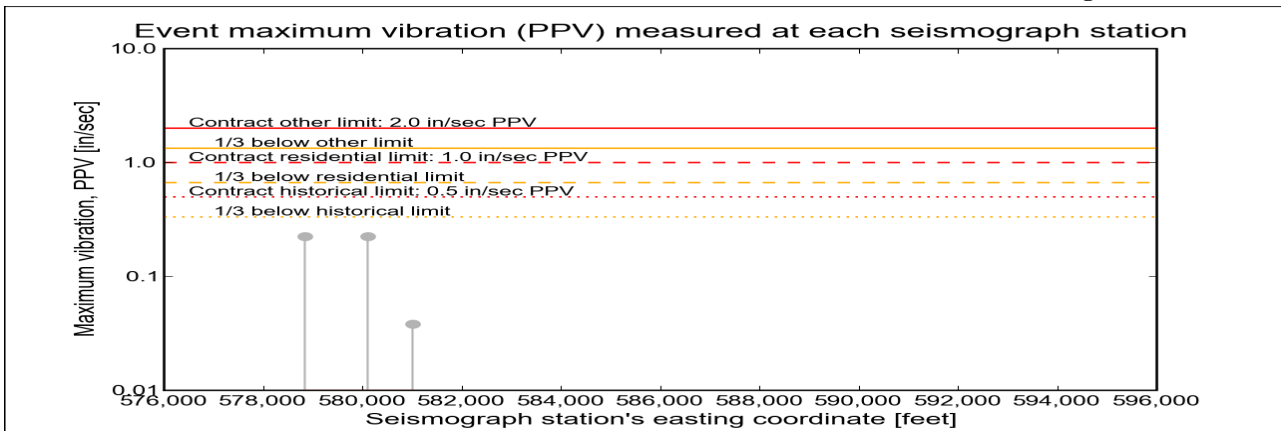 Event maximum vibration (PPV) measured at each seismograph station
10.0
Contract other limit: 2.0 in/sec PPV
1/3 below other limit
1.0
Contract residential limit: 1.0 in/sec PPV
1/3 below residential limit
Contract historical limit; 0.5 in/sec PPV
1/3 below historical limit
0.1
0.01
Maximum vibration, PPV [in/sec]
576,000 578,000 580,000 582,000 584,000 586,000 588,000 590,000 592,000 594,000 596,000
Seismograph station's easting coordinate [feet]